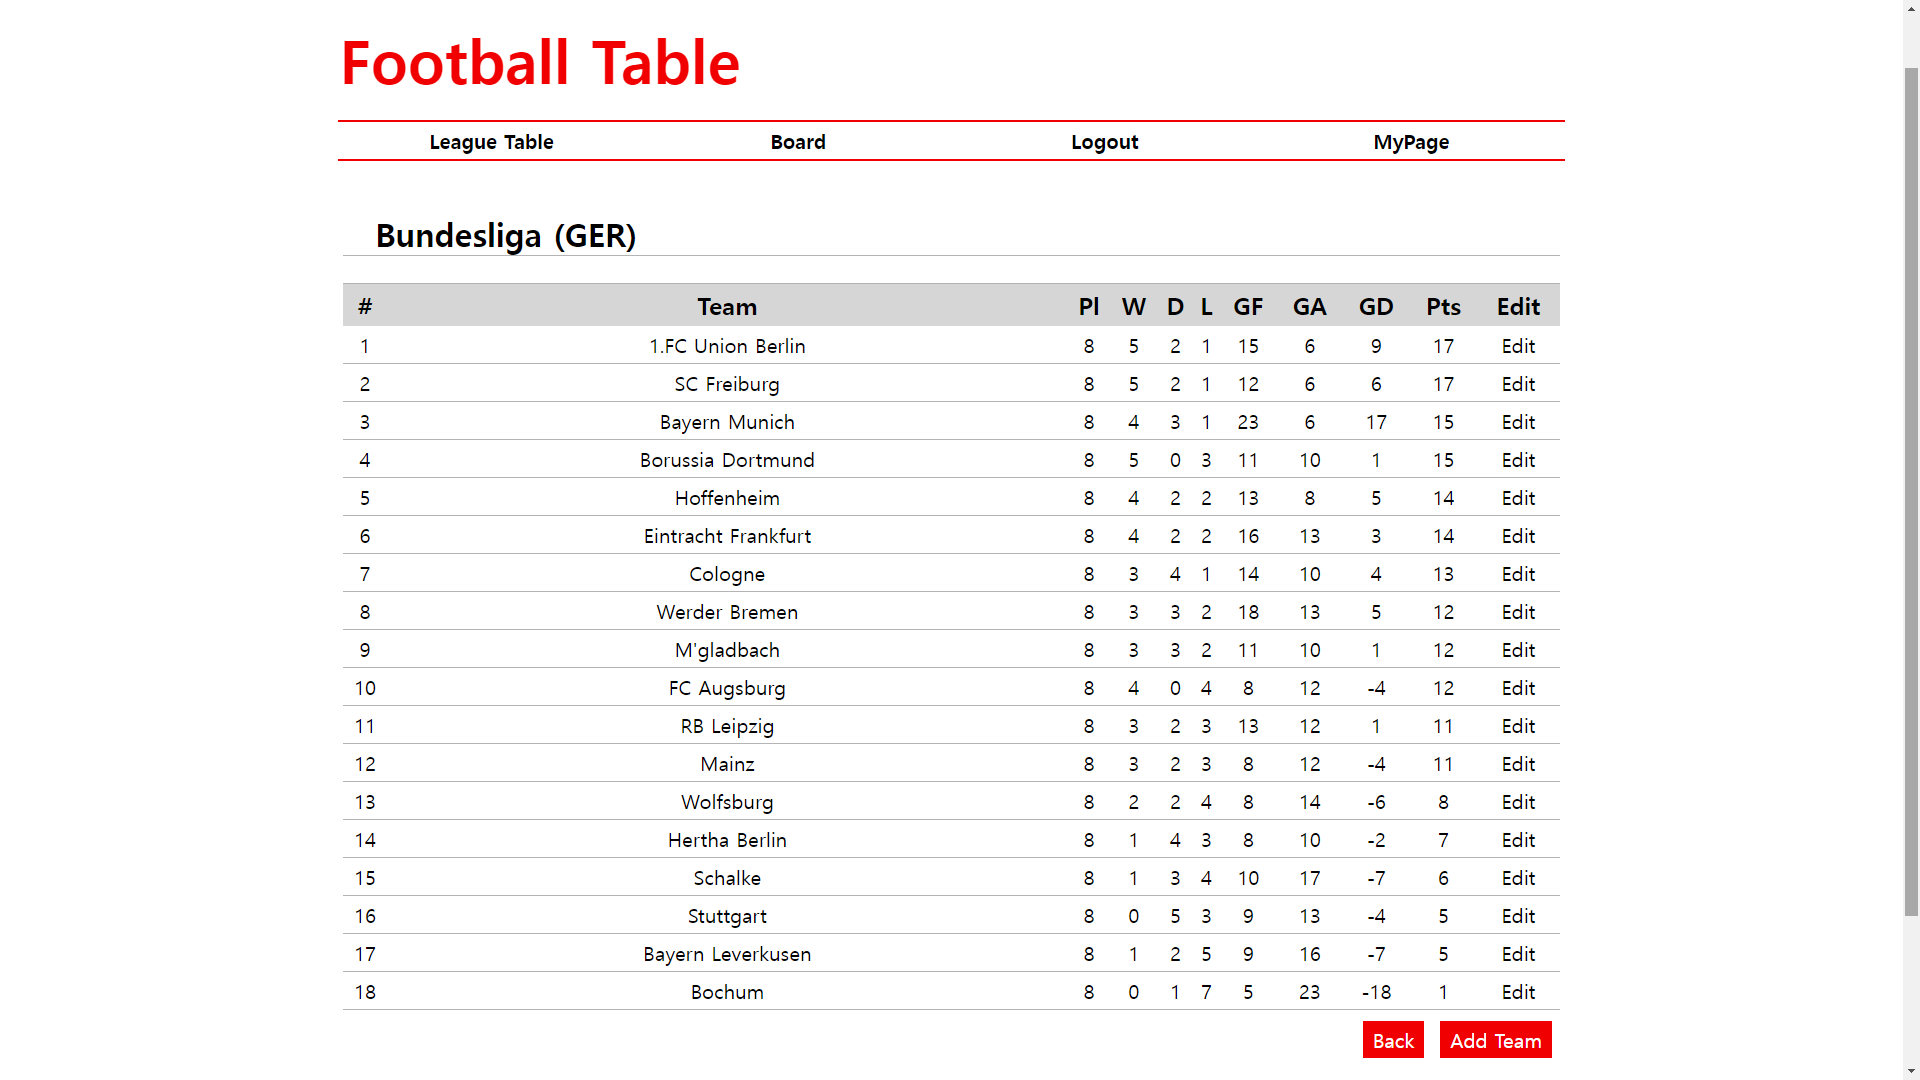 Football Table
League Table Board Logout MyPage
Bundesliga (GER)
# Team Pl W D L GF GA GD Pts Edit
1 1.FC Union Berlin 8 5 2 1 15 6 9 17 Edit
2 SC Freiburg 8 5 2 1 12 6 6 17 Edit
3 Bayern Munich 8 4 3 1 23 6 17 15 Edit
4 Borussia Dortmund 8 5 0 3 11 10 1 15 Edit
5 Hoffenheim 8 4 2 2 13 8 5 14 Edit
6 Eintracht Frankfurt 8 4 2 2 16 13 3 14 Edit
7 Cologne 8 3 4 1 14 10 4 13 Edit
8 Werder Bremen 8 3 3 2 18 13 5 12 Edit
9 M'gladbach 8 3 3 2 11 10 1 12 Edit
10 FC Augsburg 8 4 0 4 8 12 -4 12 Edit
11 RB Leipzig 8 3 2 3 13 12 1 11 Edit
12 Mainz 8 3 2 3 8 12 -4 11 Edit
13 Wolfsburg 8 2 2 4 8 14 -6 8 Edit
14 Hertha Berlin 8 1 4 3 8 10 -2 7 Edit
15 Schalke 8 1 3 4 10 17 -7 6 Edit
16 Stuttgart 8 0 5 3 9 13 -4 5 Edit
17 Bayern Leverkusen 8 1 2 5 9 16 -7 5 Edit
18 Bochum 8 0 1 7 5 23 -18 1 Edit
Back Add Team